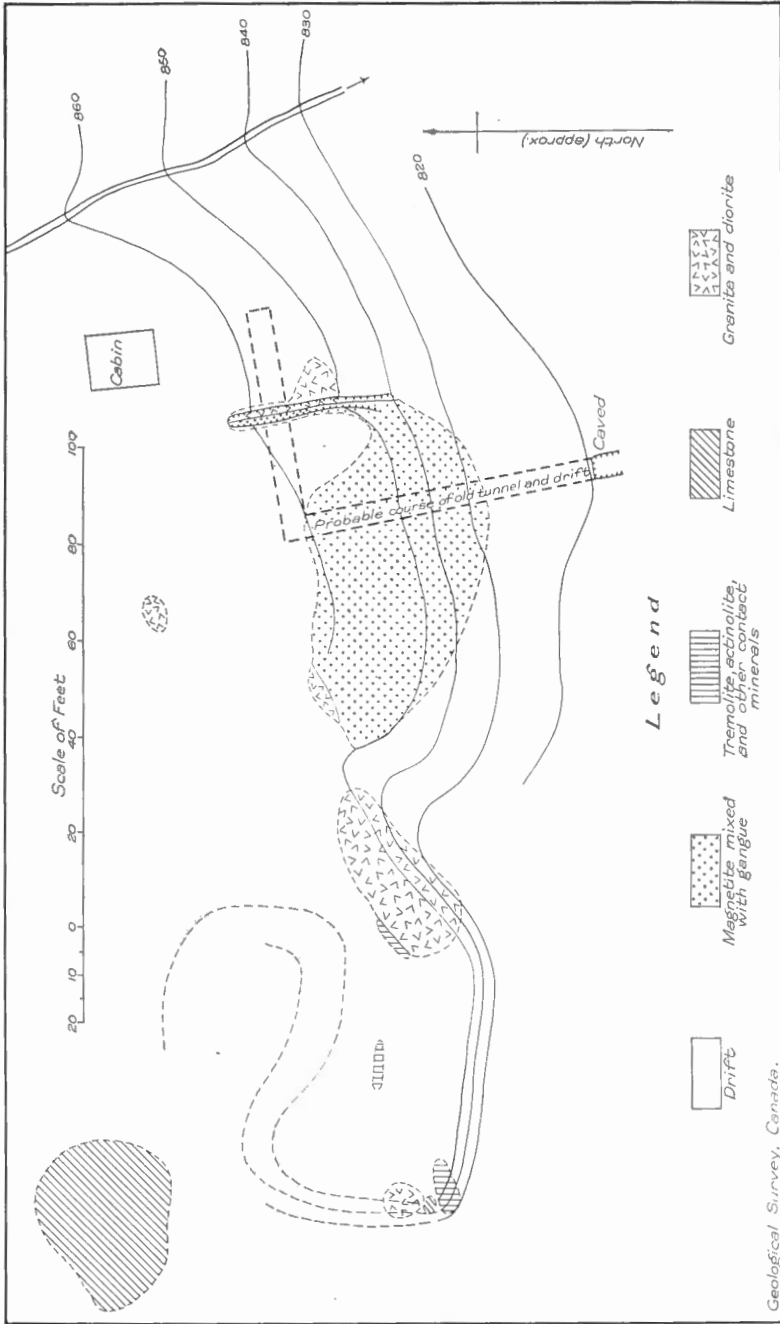 860
850
840
830
820
Cabin
Scale of Feet
20 10 0 20 40 60 80 100
North (approx.)
Probable course of old tunnel and drift
Caved
Legend
Drift
Magnetite mixed
with gangue
Tremolite, actinolite,
and other contact
minerals
Limestone
Granite and diorite
Geological Survey, Canada.